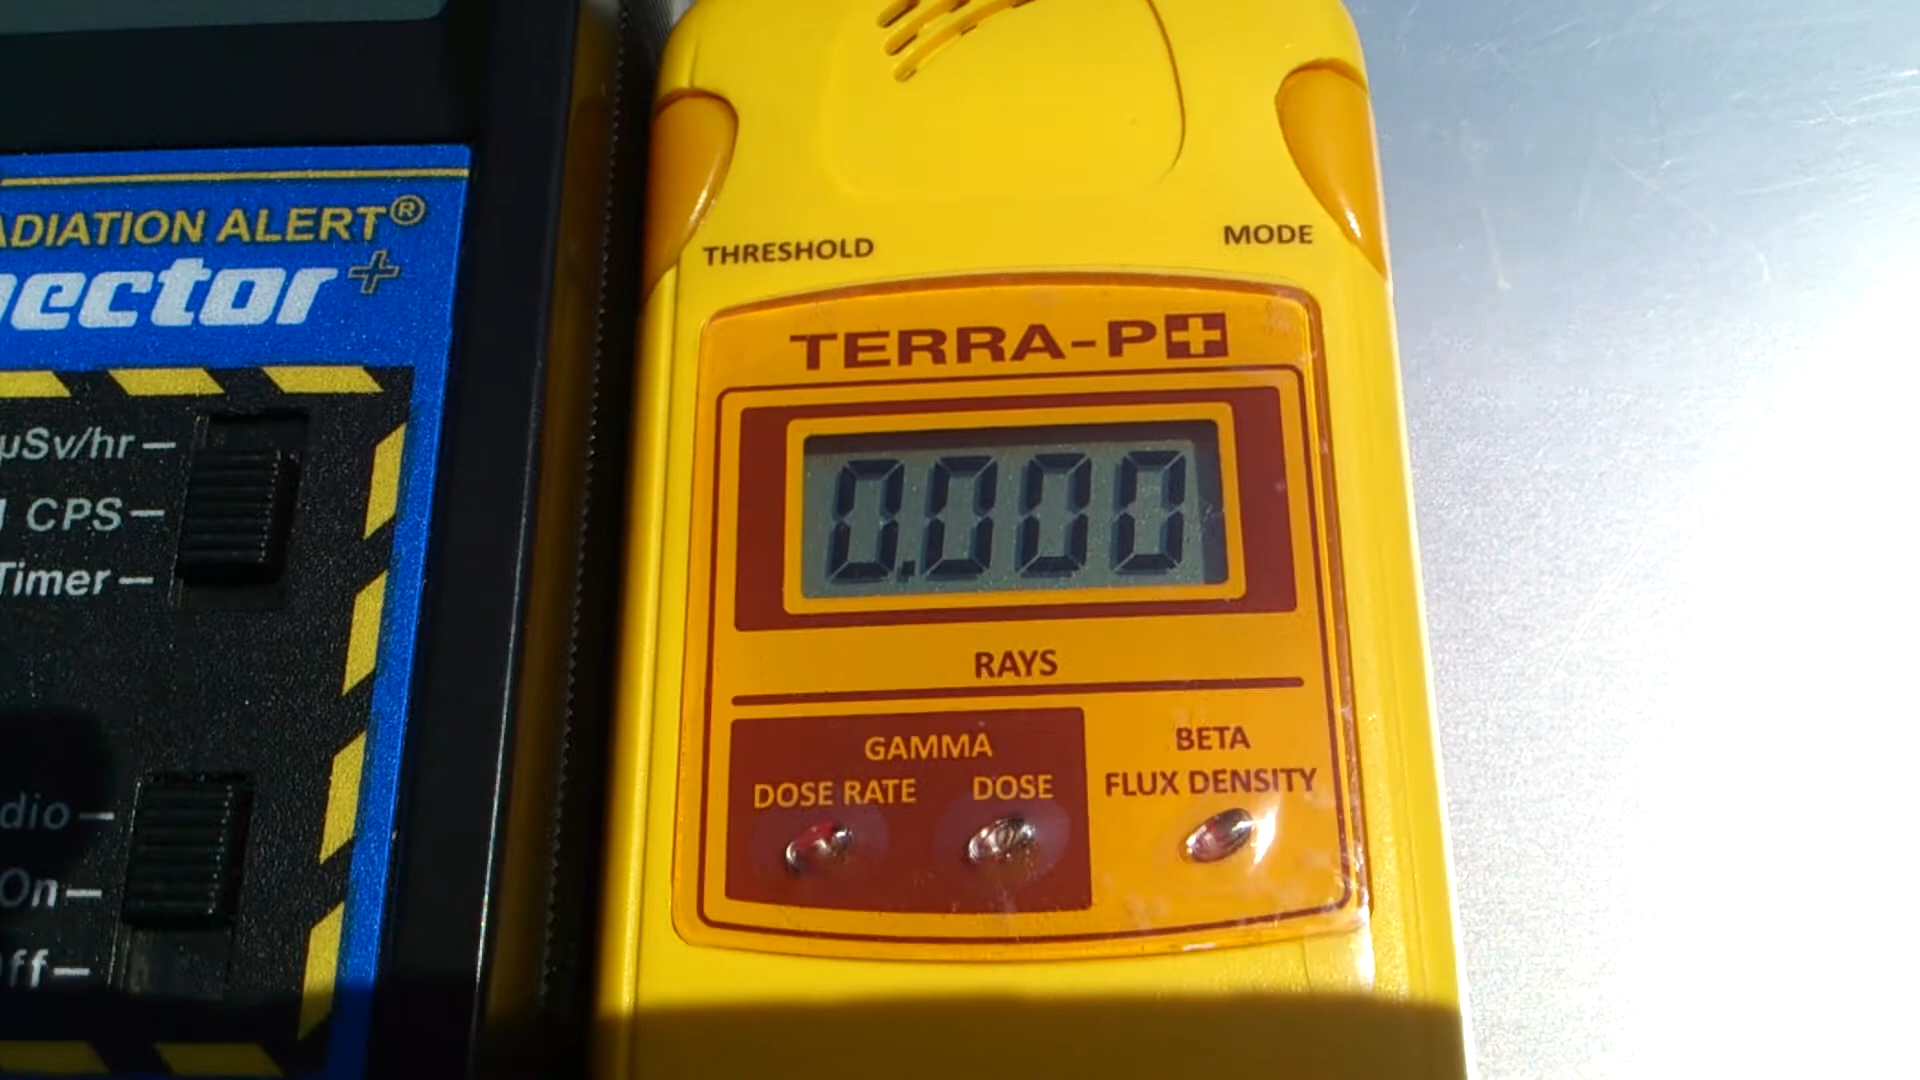 ADIATION ALERT®
ector+
µSv/hr
CPS
Timer
dio
On
ff
THRESHOLD
MODE
TERRA-P+
0.000
RAYS
GAMMA
DOSE RATE
DOSE
BETA
FLUX DENSITY